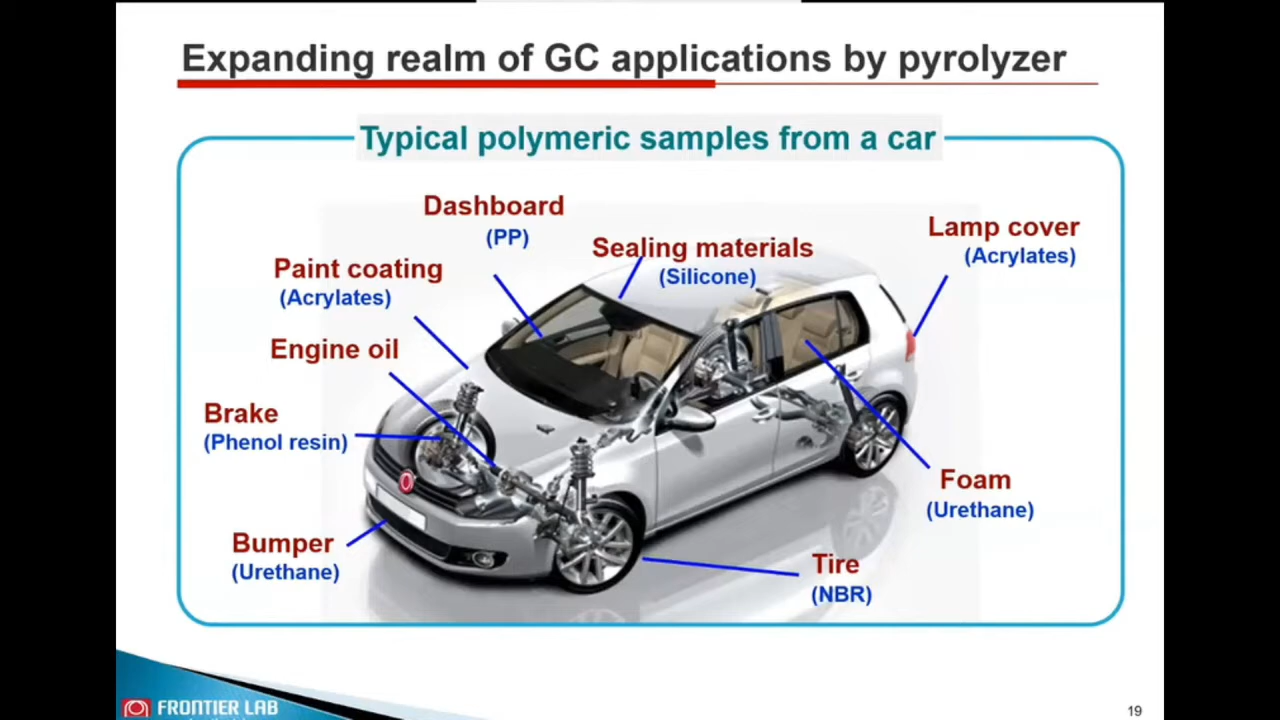 Expanding realm of GC applications by pyrolyzer
Typical polymeric samples from a car
Dashboard
(PP)
Sealing materials
(Silicone)
Lamp cover
(Acrylates)
Paint coating
(Acrylates)
Engine oil
Brake
(Phenol resin)
Foam
(Urethane)
Bumper
(Urethane)
Tire
(NBR)
FRONTIER LAB
19